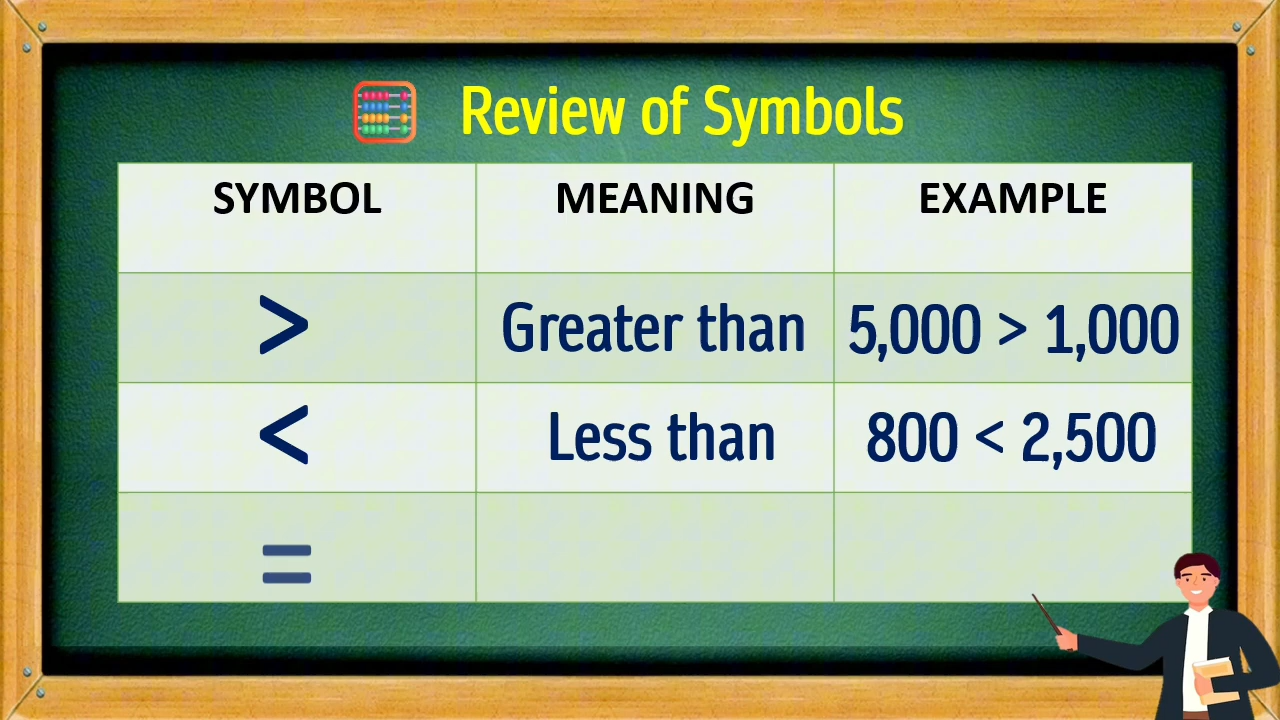 Review of Symbols
SYMBOL MEANING EXAMPLE
> Greater than 5,000 > 1,000
< Less than 800 < 2,500
=